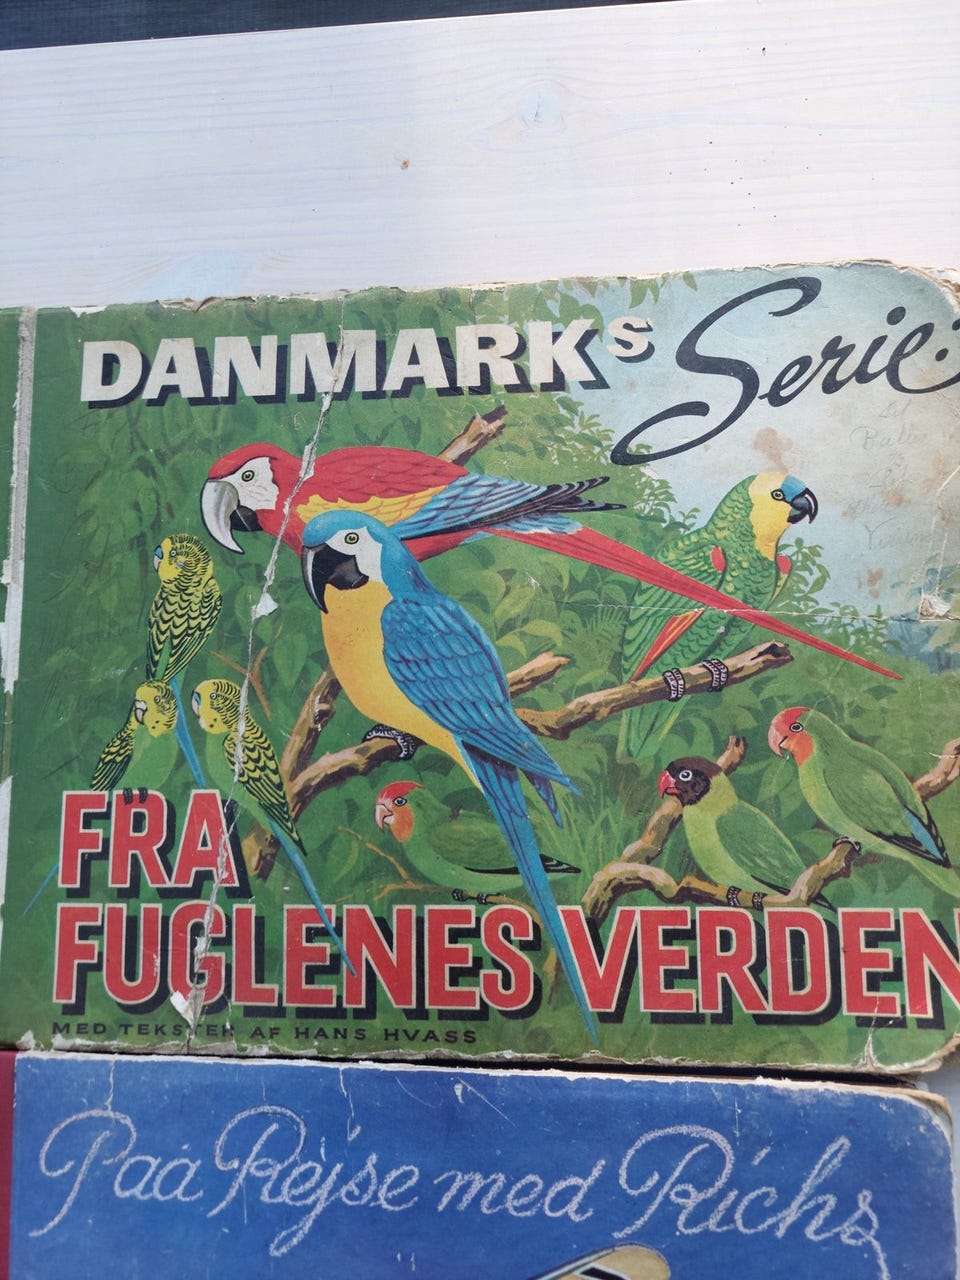 DANMARKs Serie:
FRA
FUGLENES VERDEN
MED TEKSTER AF HANS HVASS
Paa Rejse med Richs